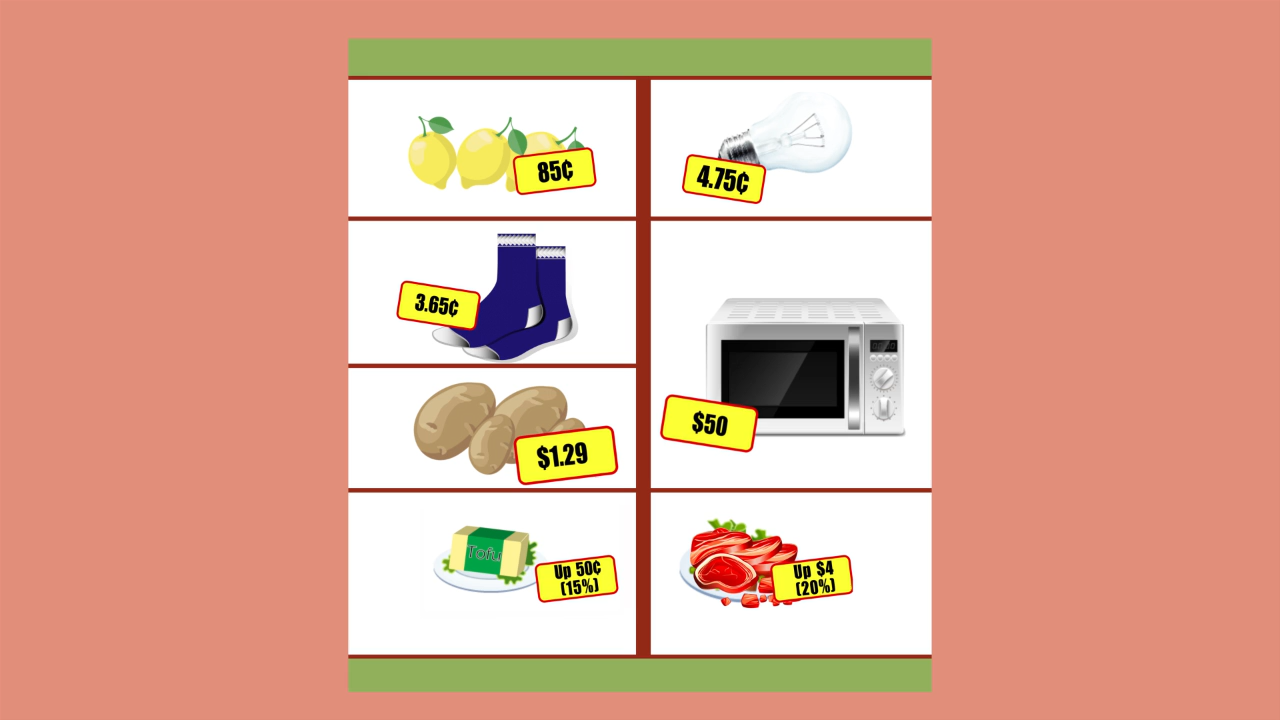 85¢
4.75¢
3.65¢
$50
$1.29
Tofu
Up 50¢
(15%)
Up $4
(20%)